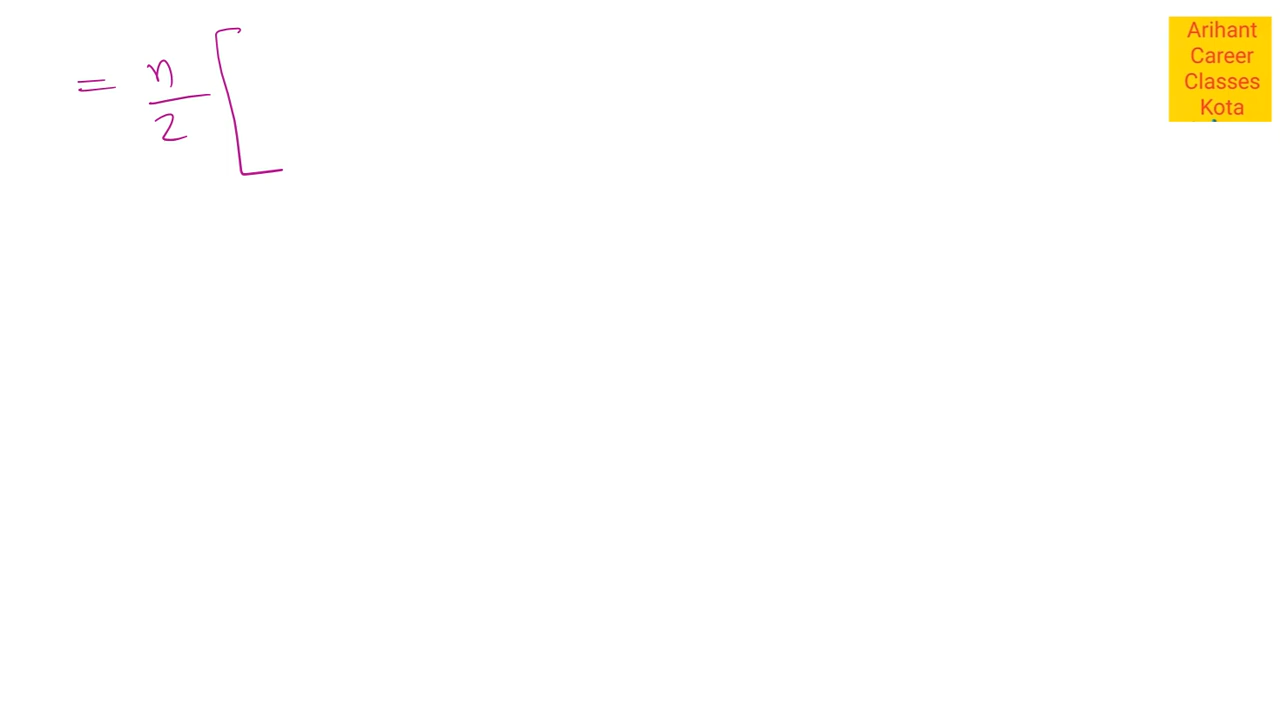 = n/2 [
Arihant
Career
Classes
Kota